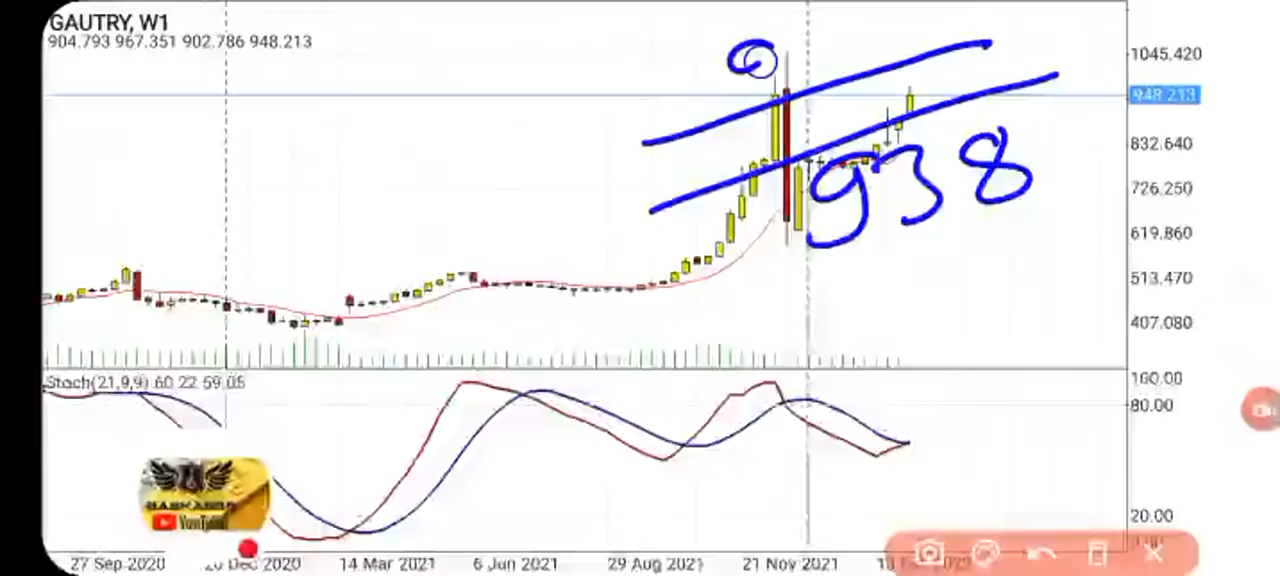 GAUTRY, W1
904.793 967.351 902.786 948.213
1045.420
948.213
832.640
938
726.250
619.860
513.470
407.080
Stoch(21,9,9) 60.22 59.05
160.00
80.00
YouTube
20.00
27 Sep 2020 20 Dec 2020 14 Mar 2021 6 Jun 2021 29 Aug 2021 21 Nov 2021